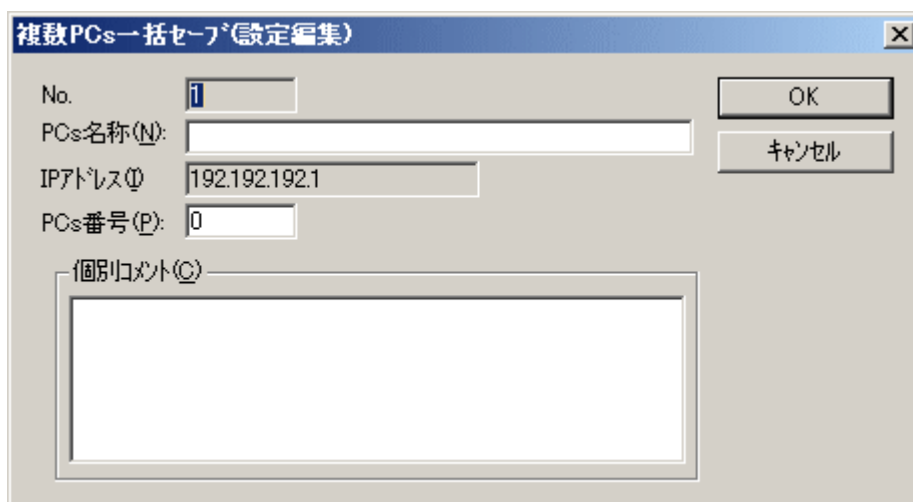 複数PCs一括ｾｰﾌﾞ(設定編集)
No.
1
OK
PCs名称(N):
ｷｬﾝｾﾙ
IPｱﾄﾞﾚｽ(I)
192.192.192.1
PCs番号(P):
0
個別ｺﾒﾝﾄ(C)